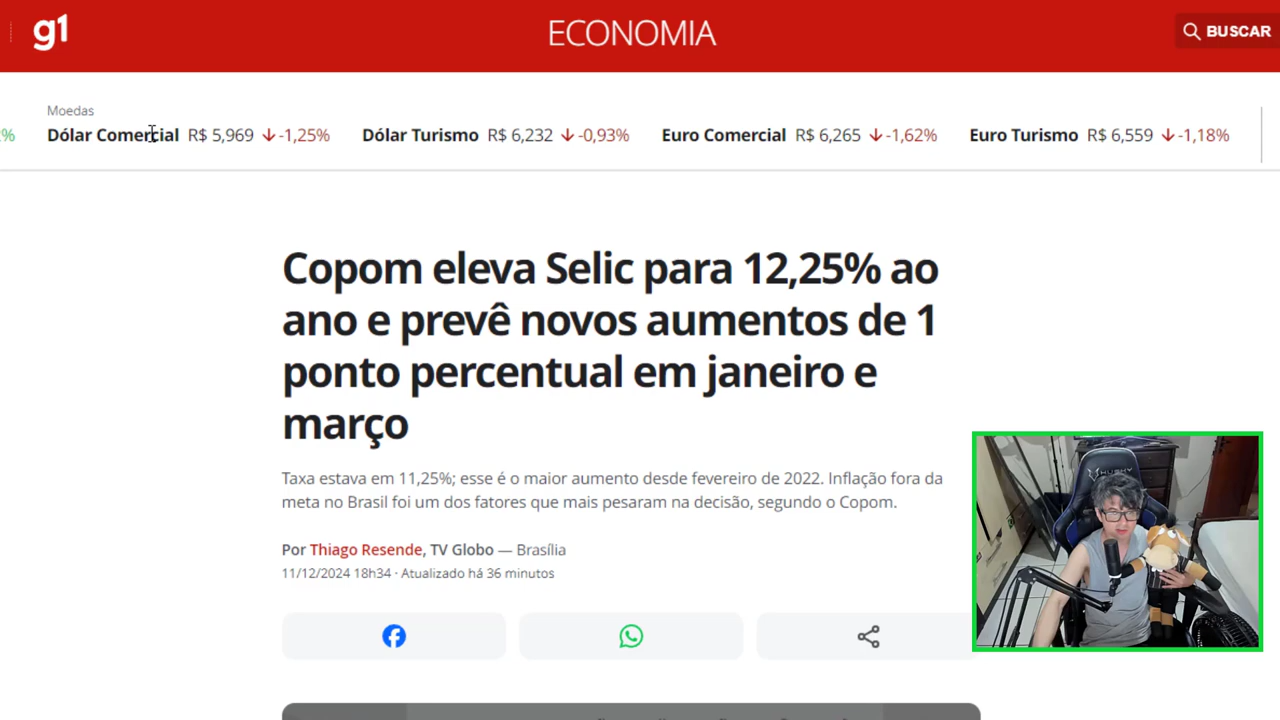 g1
ECONOMIA
BUSCAR
Moedas
% Dólar Comercial R$ 5,969 ↓ -1,25% Dólar Turismo R$ 6,232 ↓ -0,93% Euro Comercial R$ 6,265 ↓ -1,62% Euro Turismo R$ 6,559 ↓ -1,18%
Copom eleva Selic para 12,25% ao
ano e prevê novos aumentos de 1
ponto percentual em janeiro e
março
Taxa estava em 11,25%; esse é o maior aumento desde fevereiro de 2022. Inflação fora da
meta no Brasil foi um dos fatores que mais pesaram na decisão, segundo o Copom.
Por Thiago Resende, TV Globo — Brasília
11/12/2024 18h34 · Atualizado há 36 minutos
HUSKY